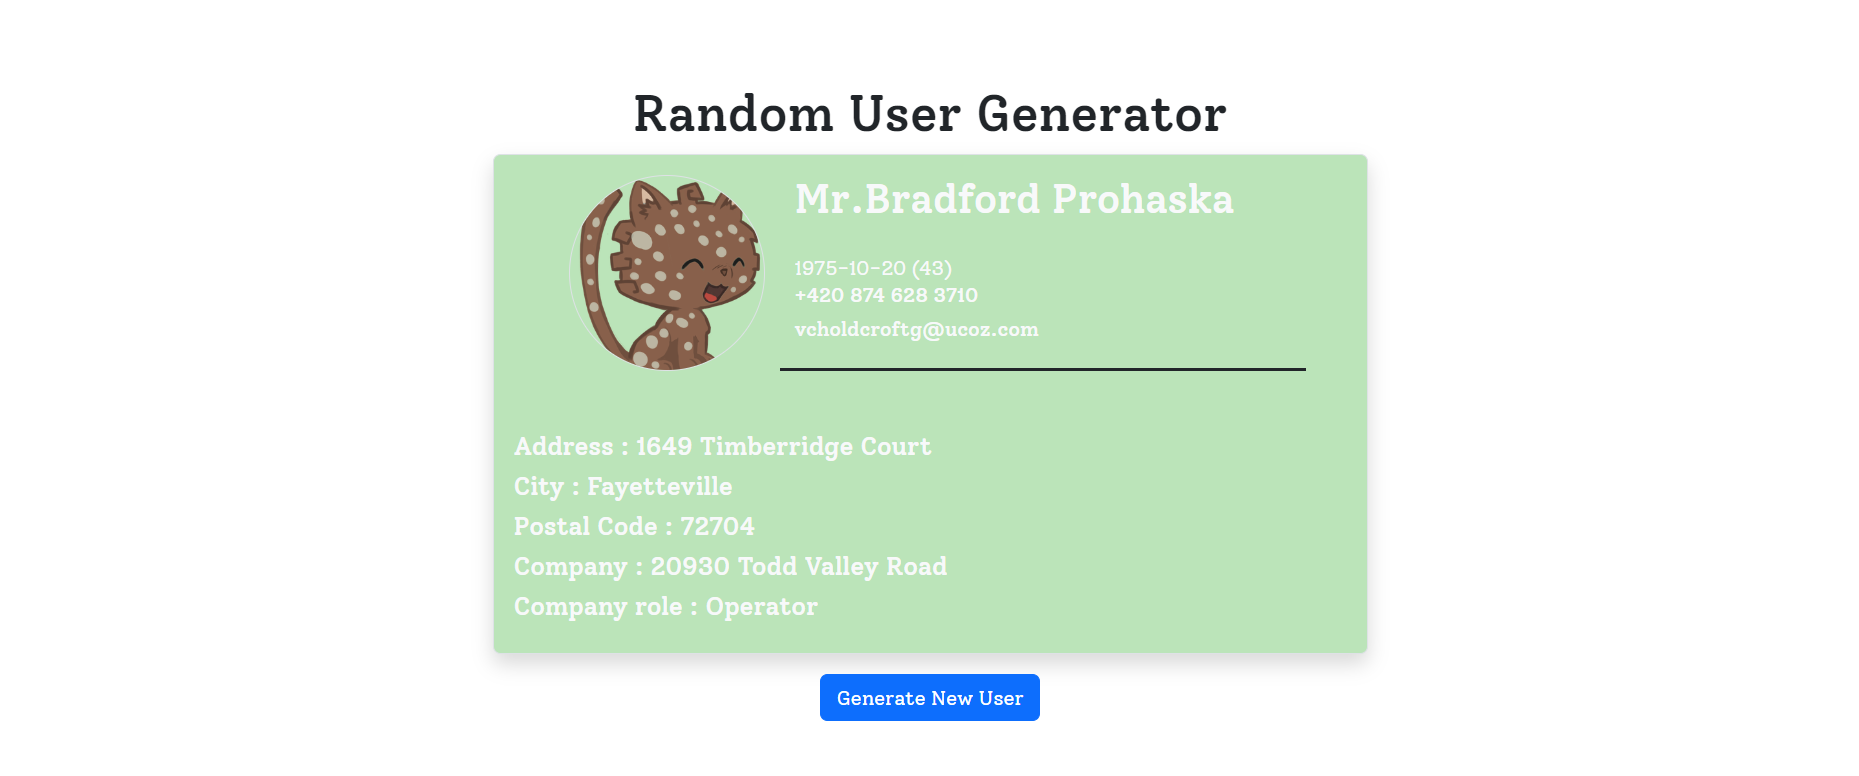 Random User Generator
Mr.Bradford Prohaska
1975-10-20 (43)
+420 874 628 3710
vcholdcroftg@ucoz.com
Address : 1649 Timberridge Court
City : Fayetteville
Postal Code : 72704
Company : 20930 Todd Valley Road
Company role : Operator
Generate New User